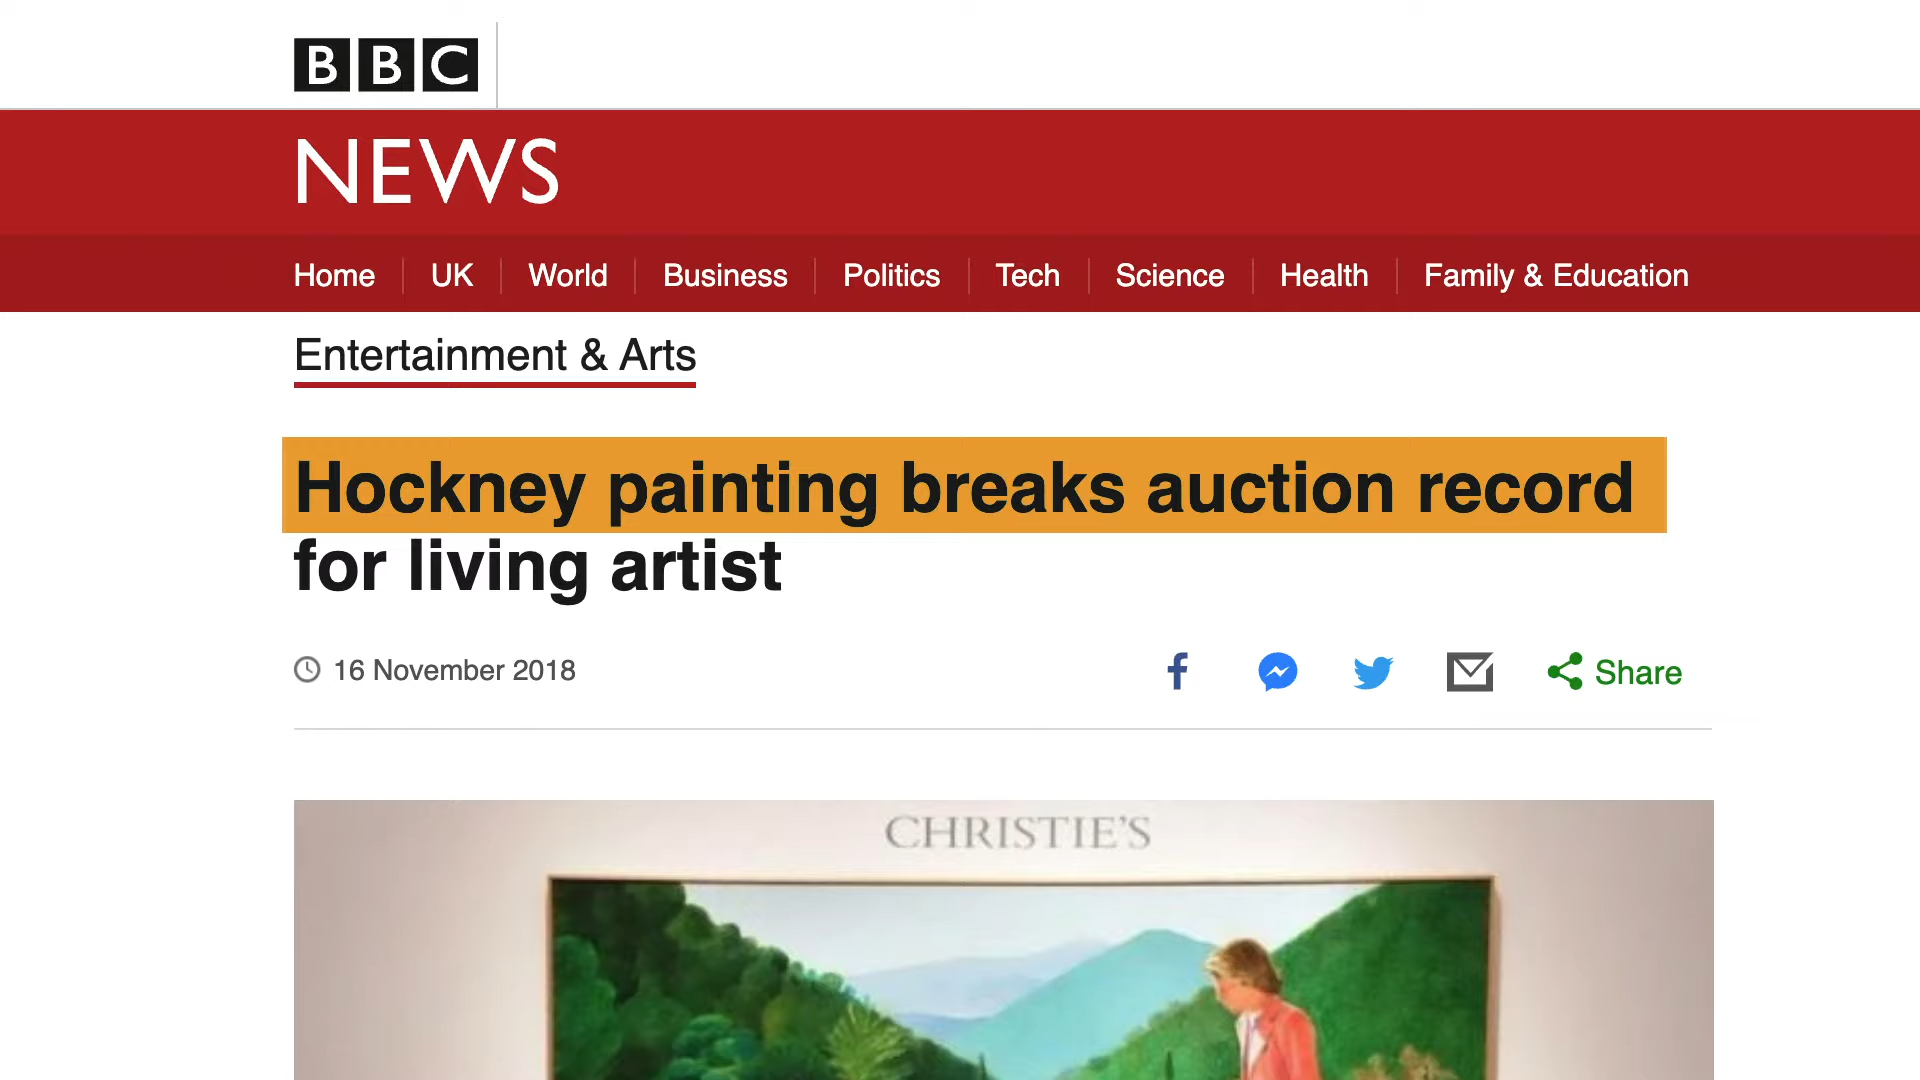 BBC
NEWS
Home UK World Business Politics Tech Science Health Family & Education
Entertainment & Arts
Hockney painting breaks auction record
for living artist
16 November 2018 Share
CHRISTIE'S